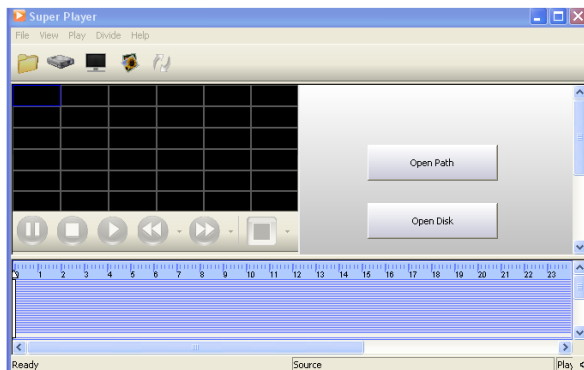 Super Player
File View Play Divide Help
Open Path
Open Disk
0 1 2 3 4 5 6 7 8 9 10 11 12 13 14 15 16 17 18 19 20 21 22 23
Ready Source Play